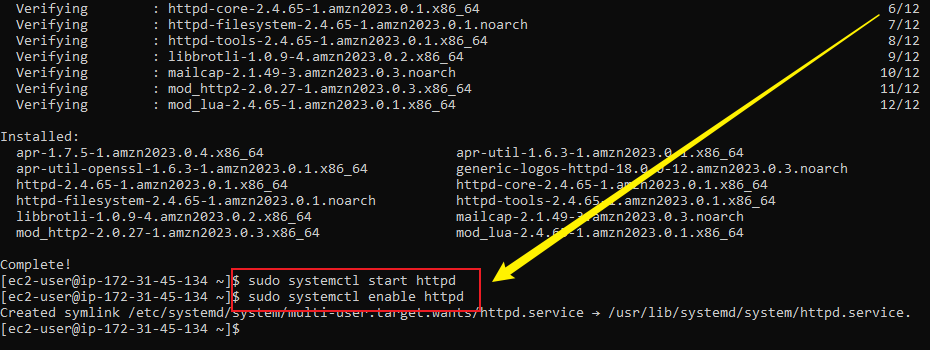 Verifying : httpd-core-2.4.65-1.amzn2023.0.1.x86_64 6/12
Verifying : httpd-filesystem-2.4.65-1.amzn2023.0.1.noarch 7/12
Verifying : httpd-tools-2.4.65-1.amzn2023.0.1.x86_64 8/12
Verifying : libbrotli-1.0.9-4.amzn2023.0.2.x86_64 9/12
Verifying : mailcap-2.1.49-3.amzn2023.0.3.noarch 10/12
Verifying : mod_http2-2.0.27-1.amzn2023.0.3.x86_64 11/12
Verifying : mod_lua-2.4.65-1.amzn2023.0.1.x86_64 12/12
Installed:
apr-1.7.5-1.amzn2023.0.4.x86_64 apr-util-1.6.3-1.amzn2023.0.1.x86_64
apr-util-openssl-1.6.3-1.amzn2023.0.1.x86_64 generic-logos-httpd-18.0.0-12.amzn2023.0.3.noarch
httpd-2.4.65-1.amzn2023.0.1.x86_64 httpd-core-2.4.65-1.amzn2023.0.1.x86_64
httpd-filesystem-2.4.65-1.amzn2023.0.1.noarch httpd-tools-2.4.65-1.amzn2023.0.1.x86_64
libbrotli-1.0.9-4.amzn2023.0.2.x86_64 mailcap-2.1.49-3.amzn2023.0.3.noarch
mod_http2-2.0.27-1.amzn2023.0.3.x86_64 mod_lua-2.4.65-1.amzn2023.0.1.x86_64
Complete!
[ec2-user@ip-172-31-45-134 ~]$ sudo systemctl start httpd
[ec2-user@ip-172-31-45-134 ~]$ sudo systemctl enable httpd
Created symlink /etc/systemd/system/multi-user.target.wants/httpd.service → /usr/lib/systemd/system/httpd.service.
[ec2-user@ip-172-31-45-134 ~]$